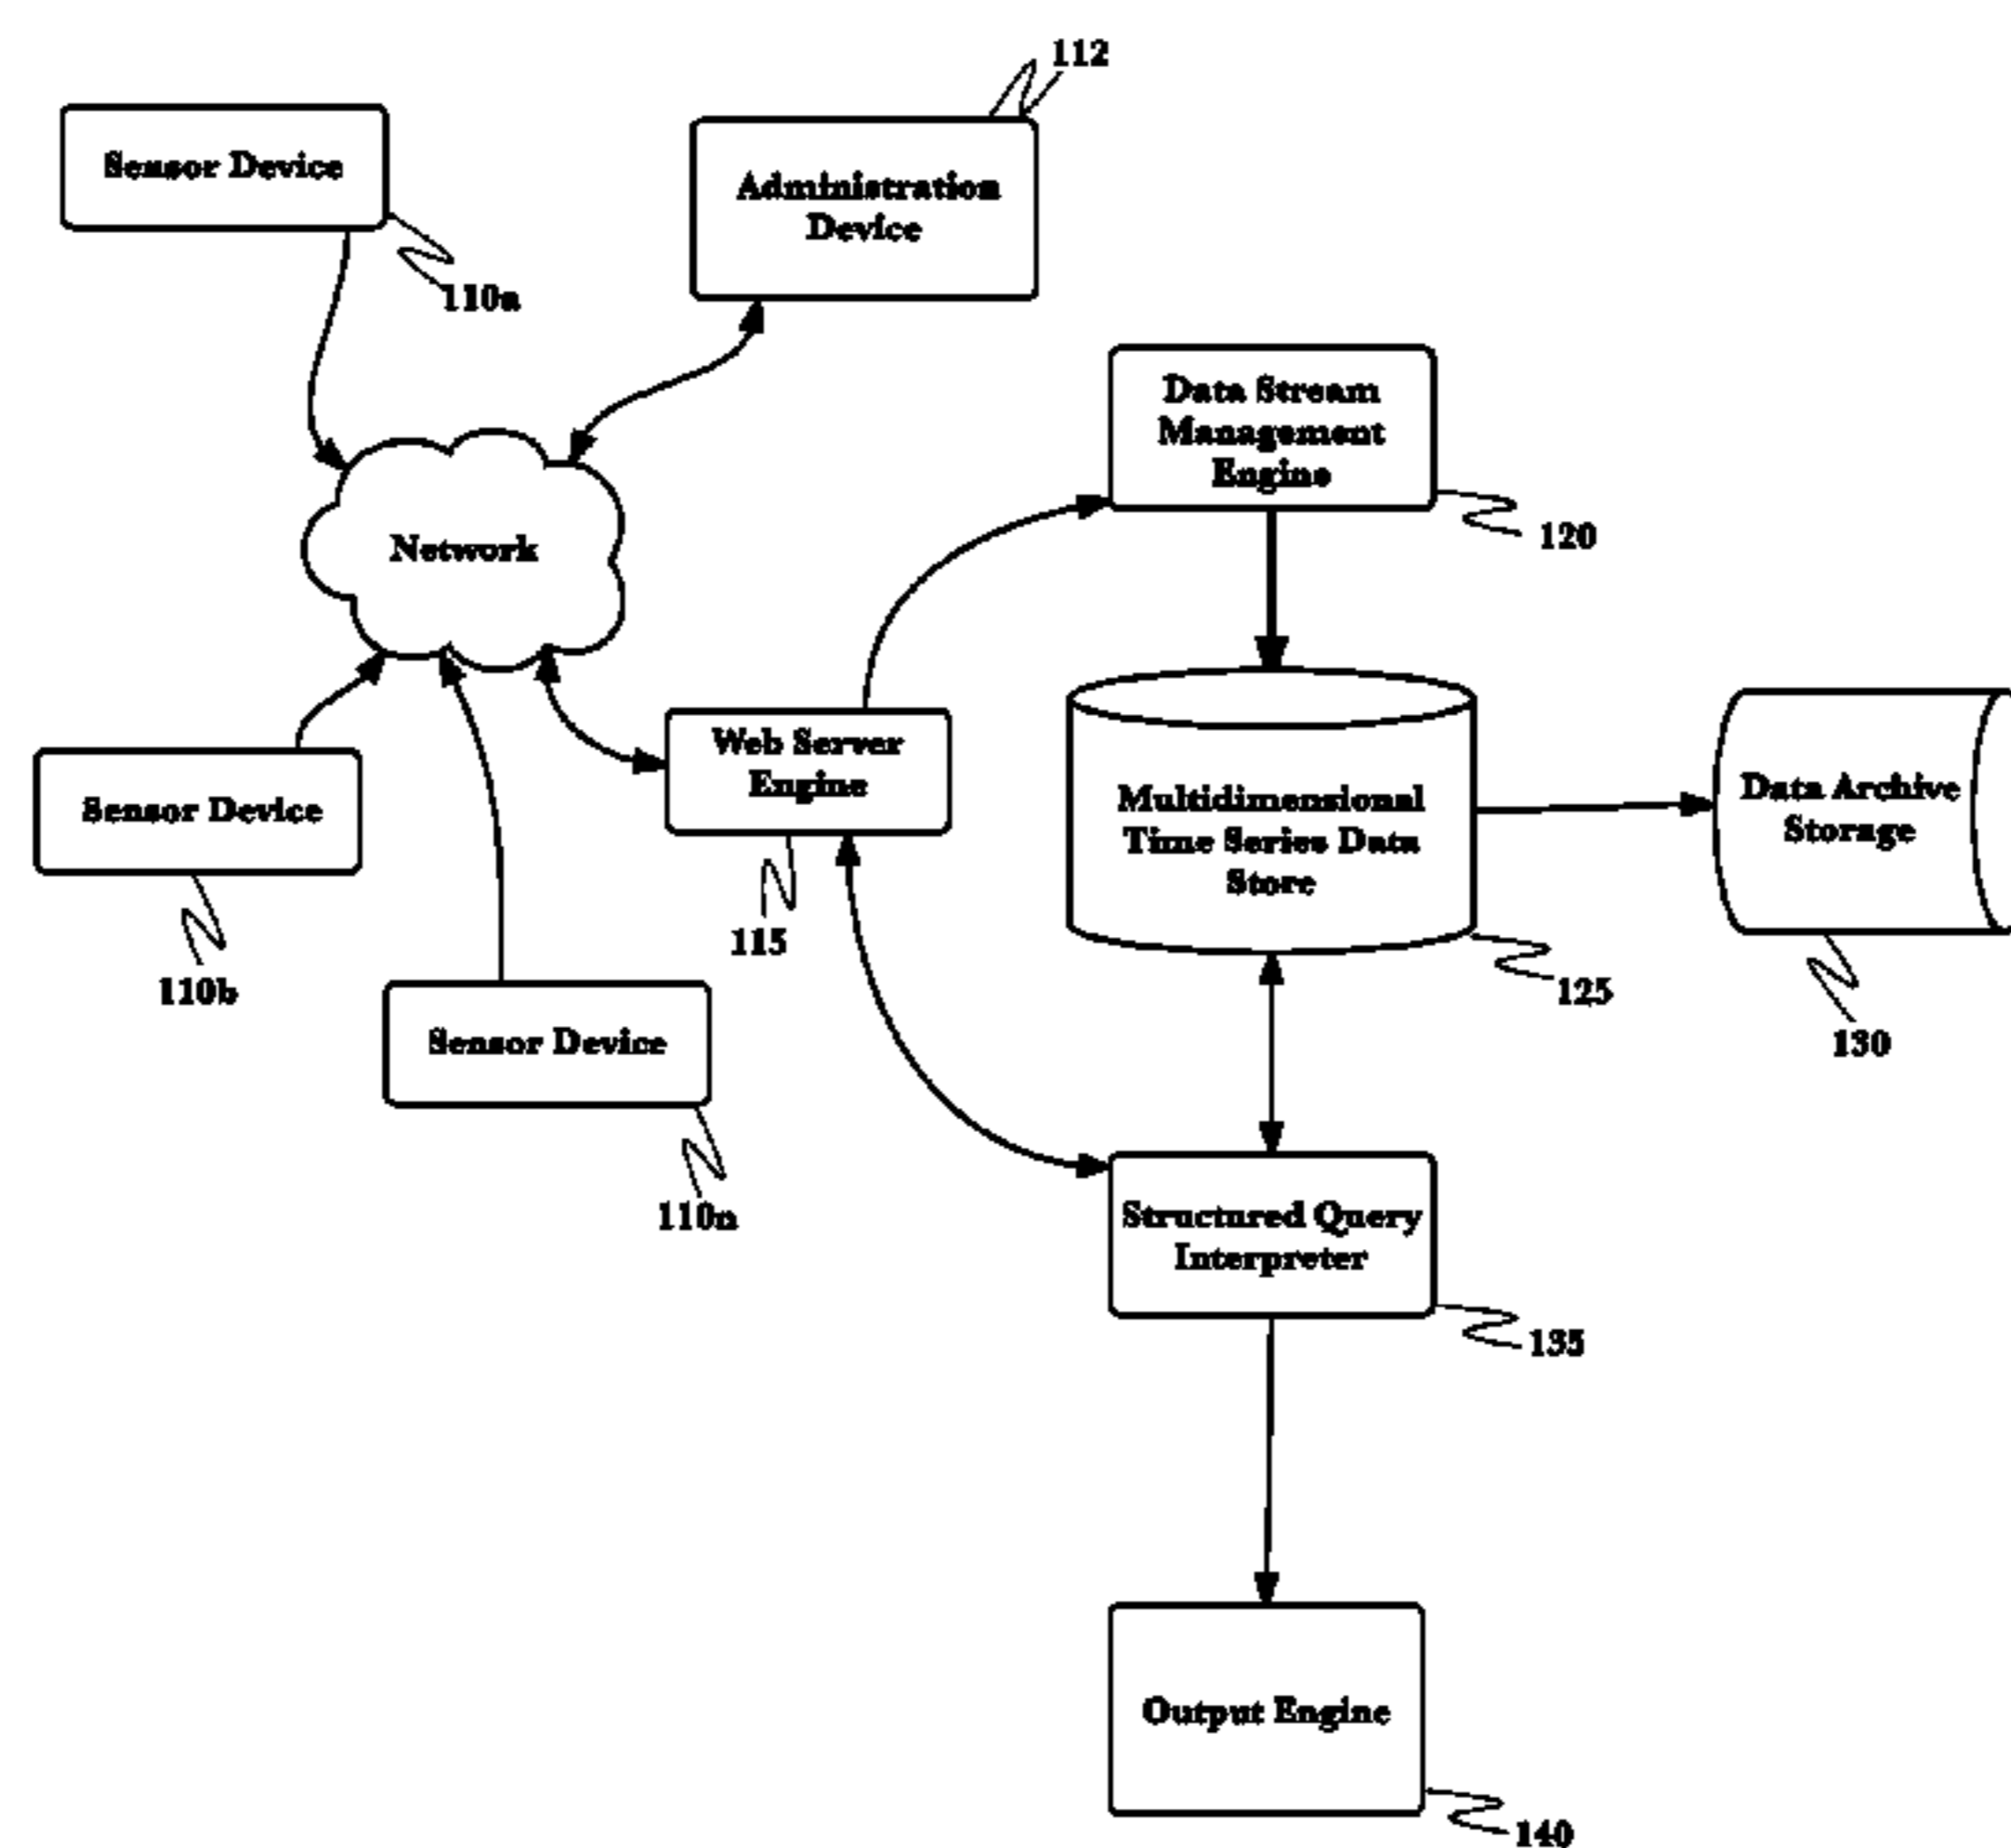 112
Sensor Device
Administration
Device
110a
Data Stream
Management
Engine
120
Network
Web Server
Engine
115
Sensor Device
110b
Multidimensional
Time Series Data
Store
125
Data Archive
Storage
130
Sensor Device
110n
Structured Query
Interpreter
135
Output Engine
140